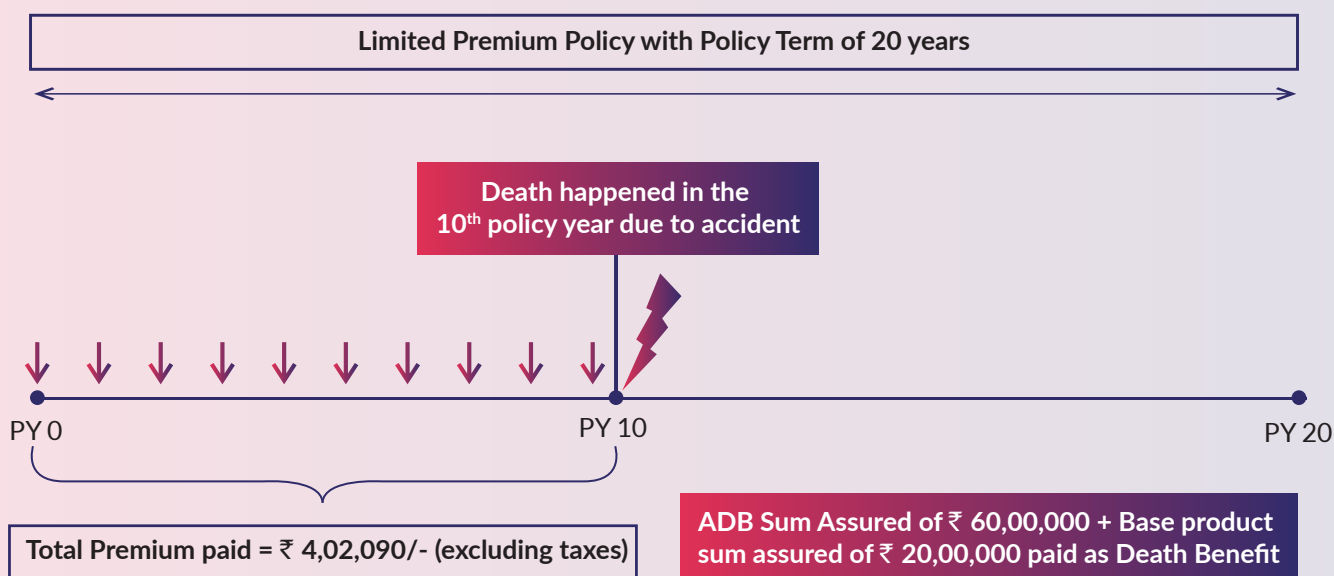 Limited Premium Policy with Policy Term of 20 years
Death happened in the
10th policy year due to accident
PY 0
PY 10
PY 20
Total Premium paid = ₹ 4,02,090/- (excluding taxes)
ADB Sum Assured of ₹ 60,00,000 + Base product
sum assured of ₹ 20,00,000 paid as Death Benefit